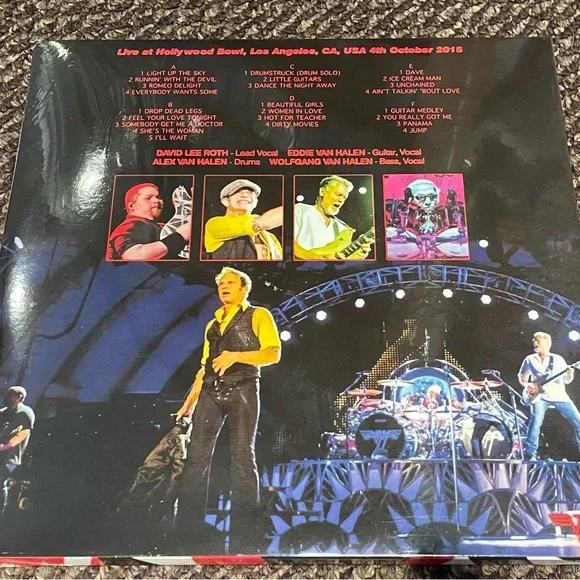 Live at Hollywood Bowl, Los Angeles, CA, USA 4th October 2015
A
1 LIGHT UP THE SKY
2 RUNNIN' WITH THE DEVIL
3 ROMEO DELIGHT
4 EVERYBODY WANTS SOME
B
1 DROP DEAD LEGS
2 FEEL YOUR LOVE TONIGHT
3 SOMEBODY GET ME A DOCTOR
4 SHE'S THE WOMAN
5 I'LL WAIT
C
1 DRUMSTRUCK (DRUM SOLO)
2 LITTLE GUITARS
3 DANCE THE NIGHT AWAY
D
1 BEAUTIFUL GIRLS
2 WOMEN IN LOVE
3 HOT FOR TEACHER
4 DIRTY MOVIES
E
1 DAVE
2 ICE CREAM MAN
3 UNCHAINED
4 AIN'T TALKIN' 'BOUT LOVE
F
1 GUITAR MEDLEY
2 YOU REALLY GOT ME
3 PANAMA
4 JUMP
DAVID LEE ROTH - Lead Vocal EDDIE VAN HALEN - Guitar, Vocal
ALEX VAN HALEN - Drums WOLFGANG VAN HALEN - Bass, Vocal